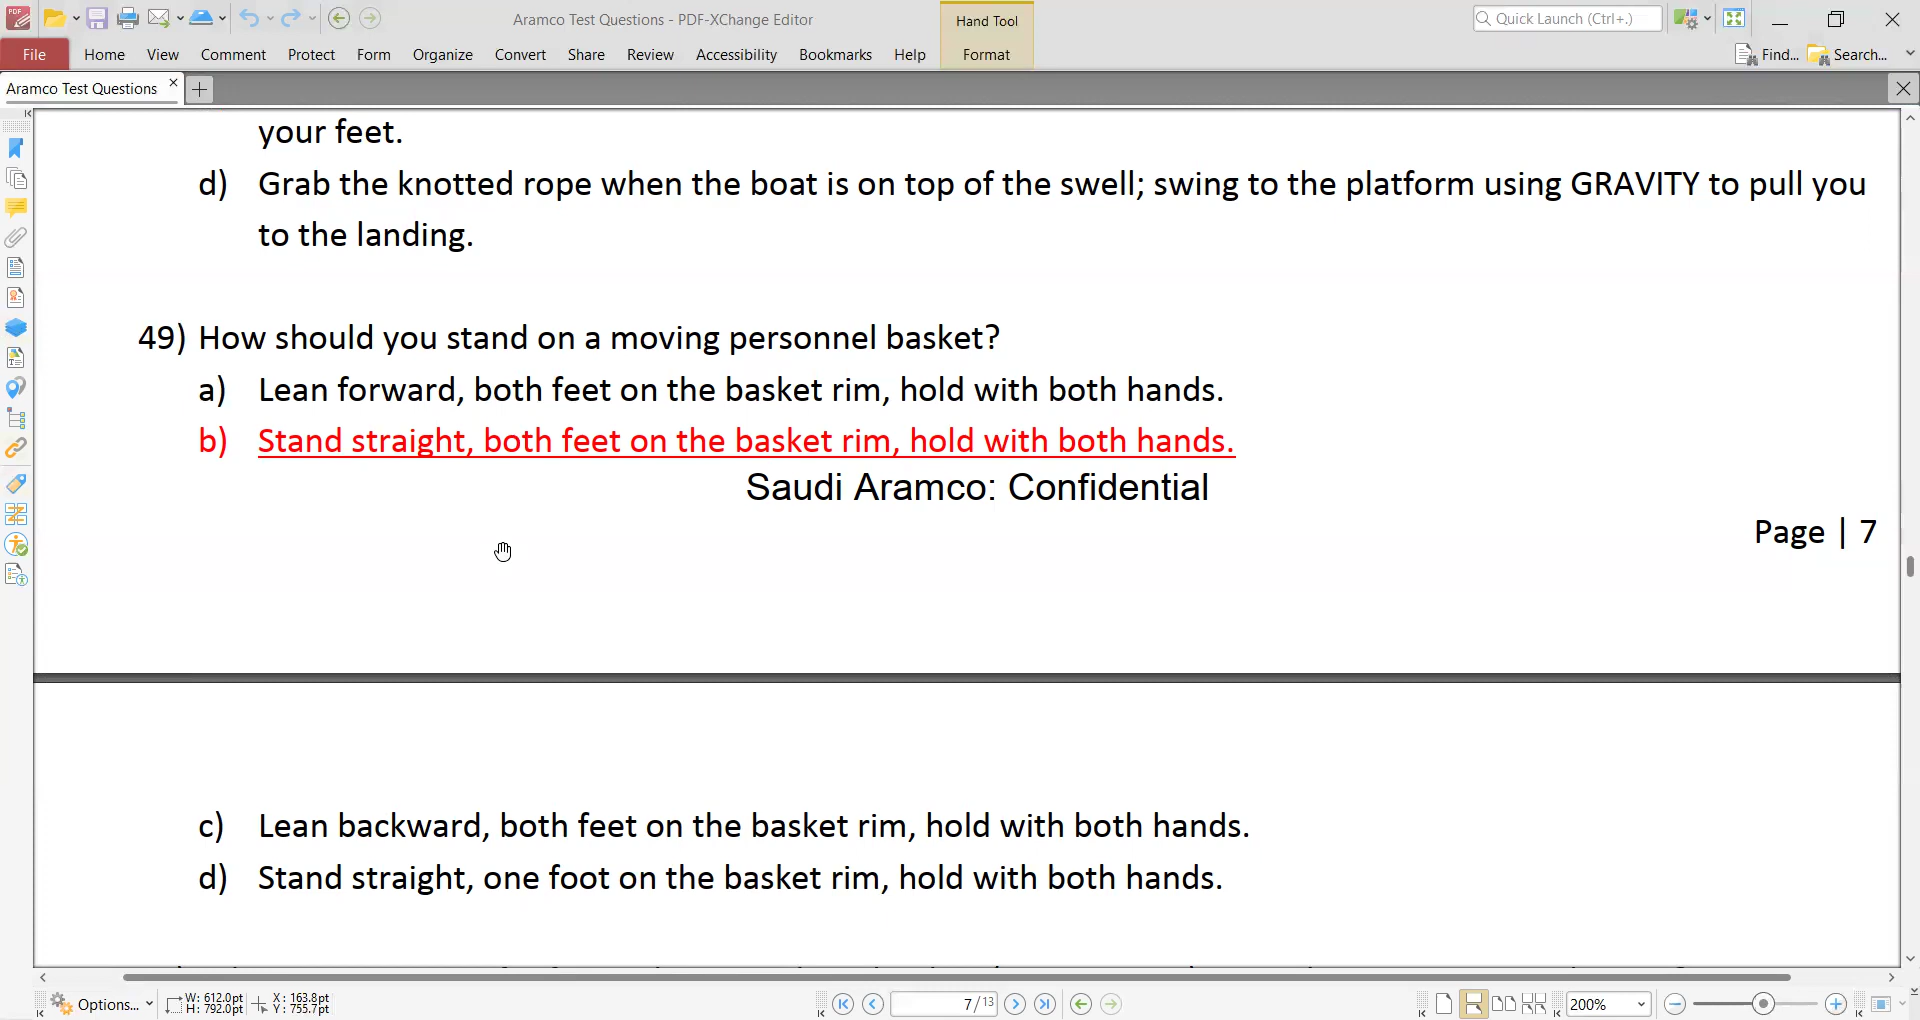 Aramco Test Questions - PDF-XChange Editor
Hand Tool
Quick Launch (Ctrl+.)
File Home View Comment Protect Form Organize Convert Share Review Accessibility Bookmarks Help Format Find... Search...
Aramco Test Questions
your feet.
d) Grab the knotted rope when the boat is on top of the swell; swing to the platform using GRAVITY to pull you
to the landing.
49) How should you stand on a moving personnel basket?
a) Lean forward, both feet on the basket rim, hold with both hands.
b) Stand straight, both feet on the basket rim, hold with both hands.
Saudi Aramco: Confidential
Page | 7
c) Lean backward, both feet on the basket rim, hold with both hands.
d) Stand straight, one foot on the basket rim, hold with both hands.
Options... W: 612.0pt X: 163.8pt
H: 792.0pt Y: 755.7pt
7/13
200%